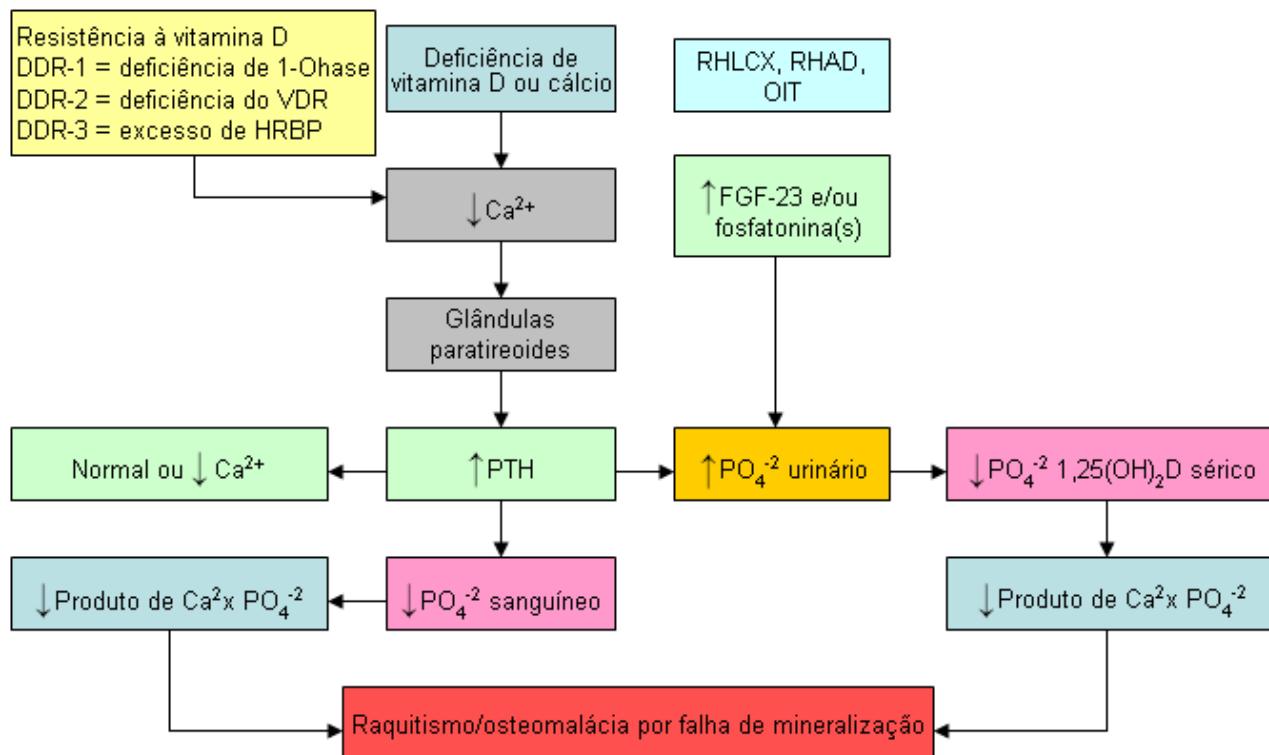 Resistência à vitamina D
DDR-1 = deficiência de 1-Ohase
DDR-2 = deficiência do VDR
DDR-3 = excesso de HRBP
Deficiência de
vitamina D ou cálcio
RHLCX, RHAD,
OIT
↓Ca²⁺
↑FGF-23 e/ou
fosfatonina(s)
Glândulas
paratireoides
Normal ou ↓ Ca²⁺
↑PTH
↑PO₄⁻² urinário
↓PO₄⁻² 1,25(OH)₂D sérico
↓Produto de Ca²x PO₄⁻²
↓PO₄⁻² sanguíneo
↓Produto de Ca²x PO₄⁻²
Raquitismo/osteomalácia por falha de mineralização